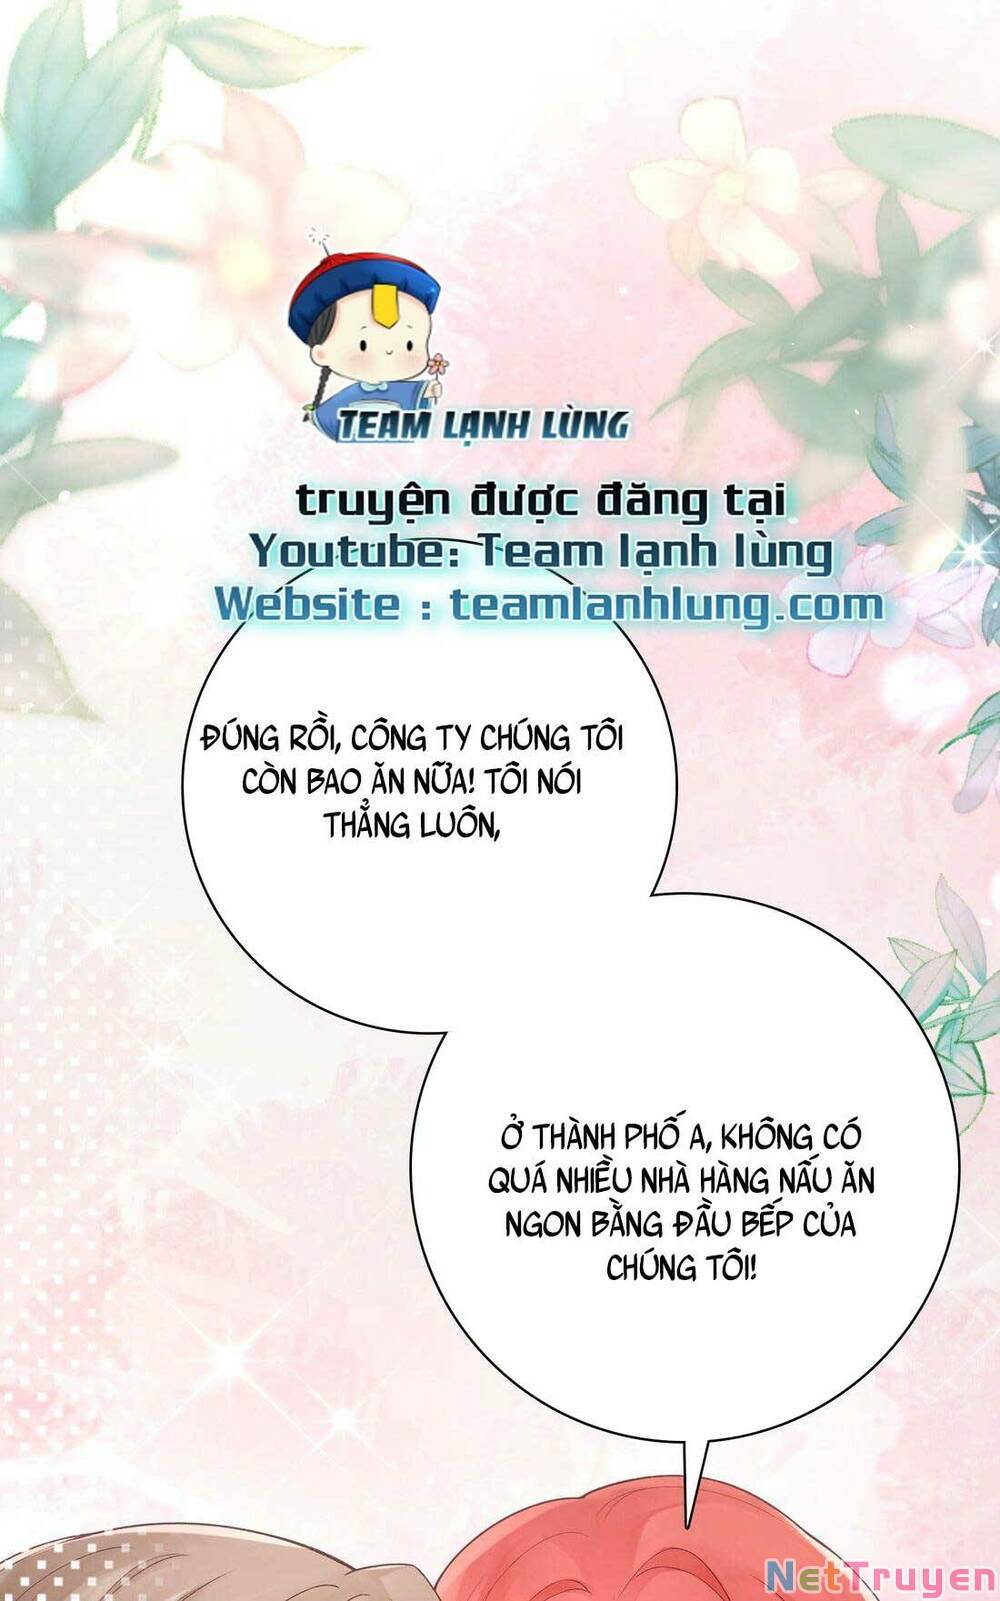 TEAM LẠNH LÙNG
truyện được đăng tại
Youtube: Team lạnh lùng
Website : teamlanhlung.com
ĐÚNG RỒI, CÔNG TY CHÚNG TÔI
CÒN BAO ĂN NỮA! TÔI NÓI
THẲNG LUÔN,
Ở THÀNH PHỐ A, KHÔNG CÓ
QUÁ NHIỀU NHÀ HÀNG NẤU ĂN
NGON BẰNG ĐẦU BẾP CỦA
CHÚNG TÔI!
NetTruyen